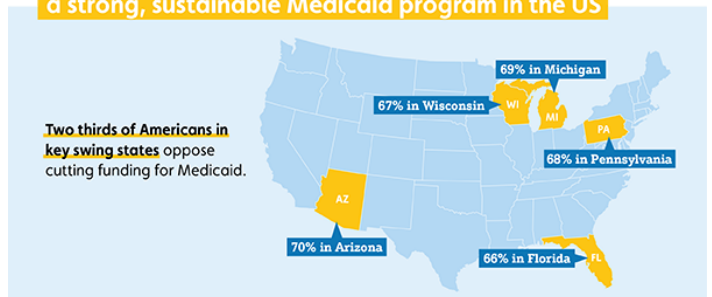 a strong, sustainable Medicaid program in the US
69% in Michigan
67% in Wisconsin
WI
MI
Two thirds of Americans in
key swing states oppose
cutting funding for Medicaid.
PA
68% in Pennsylvania
AZ
70% in Arizona
66% in Florida
FL